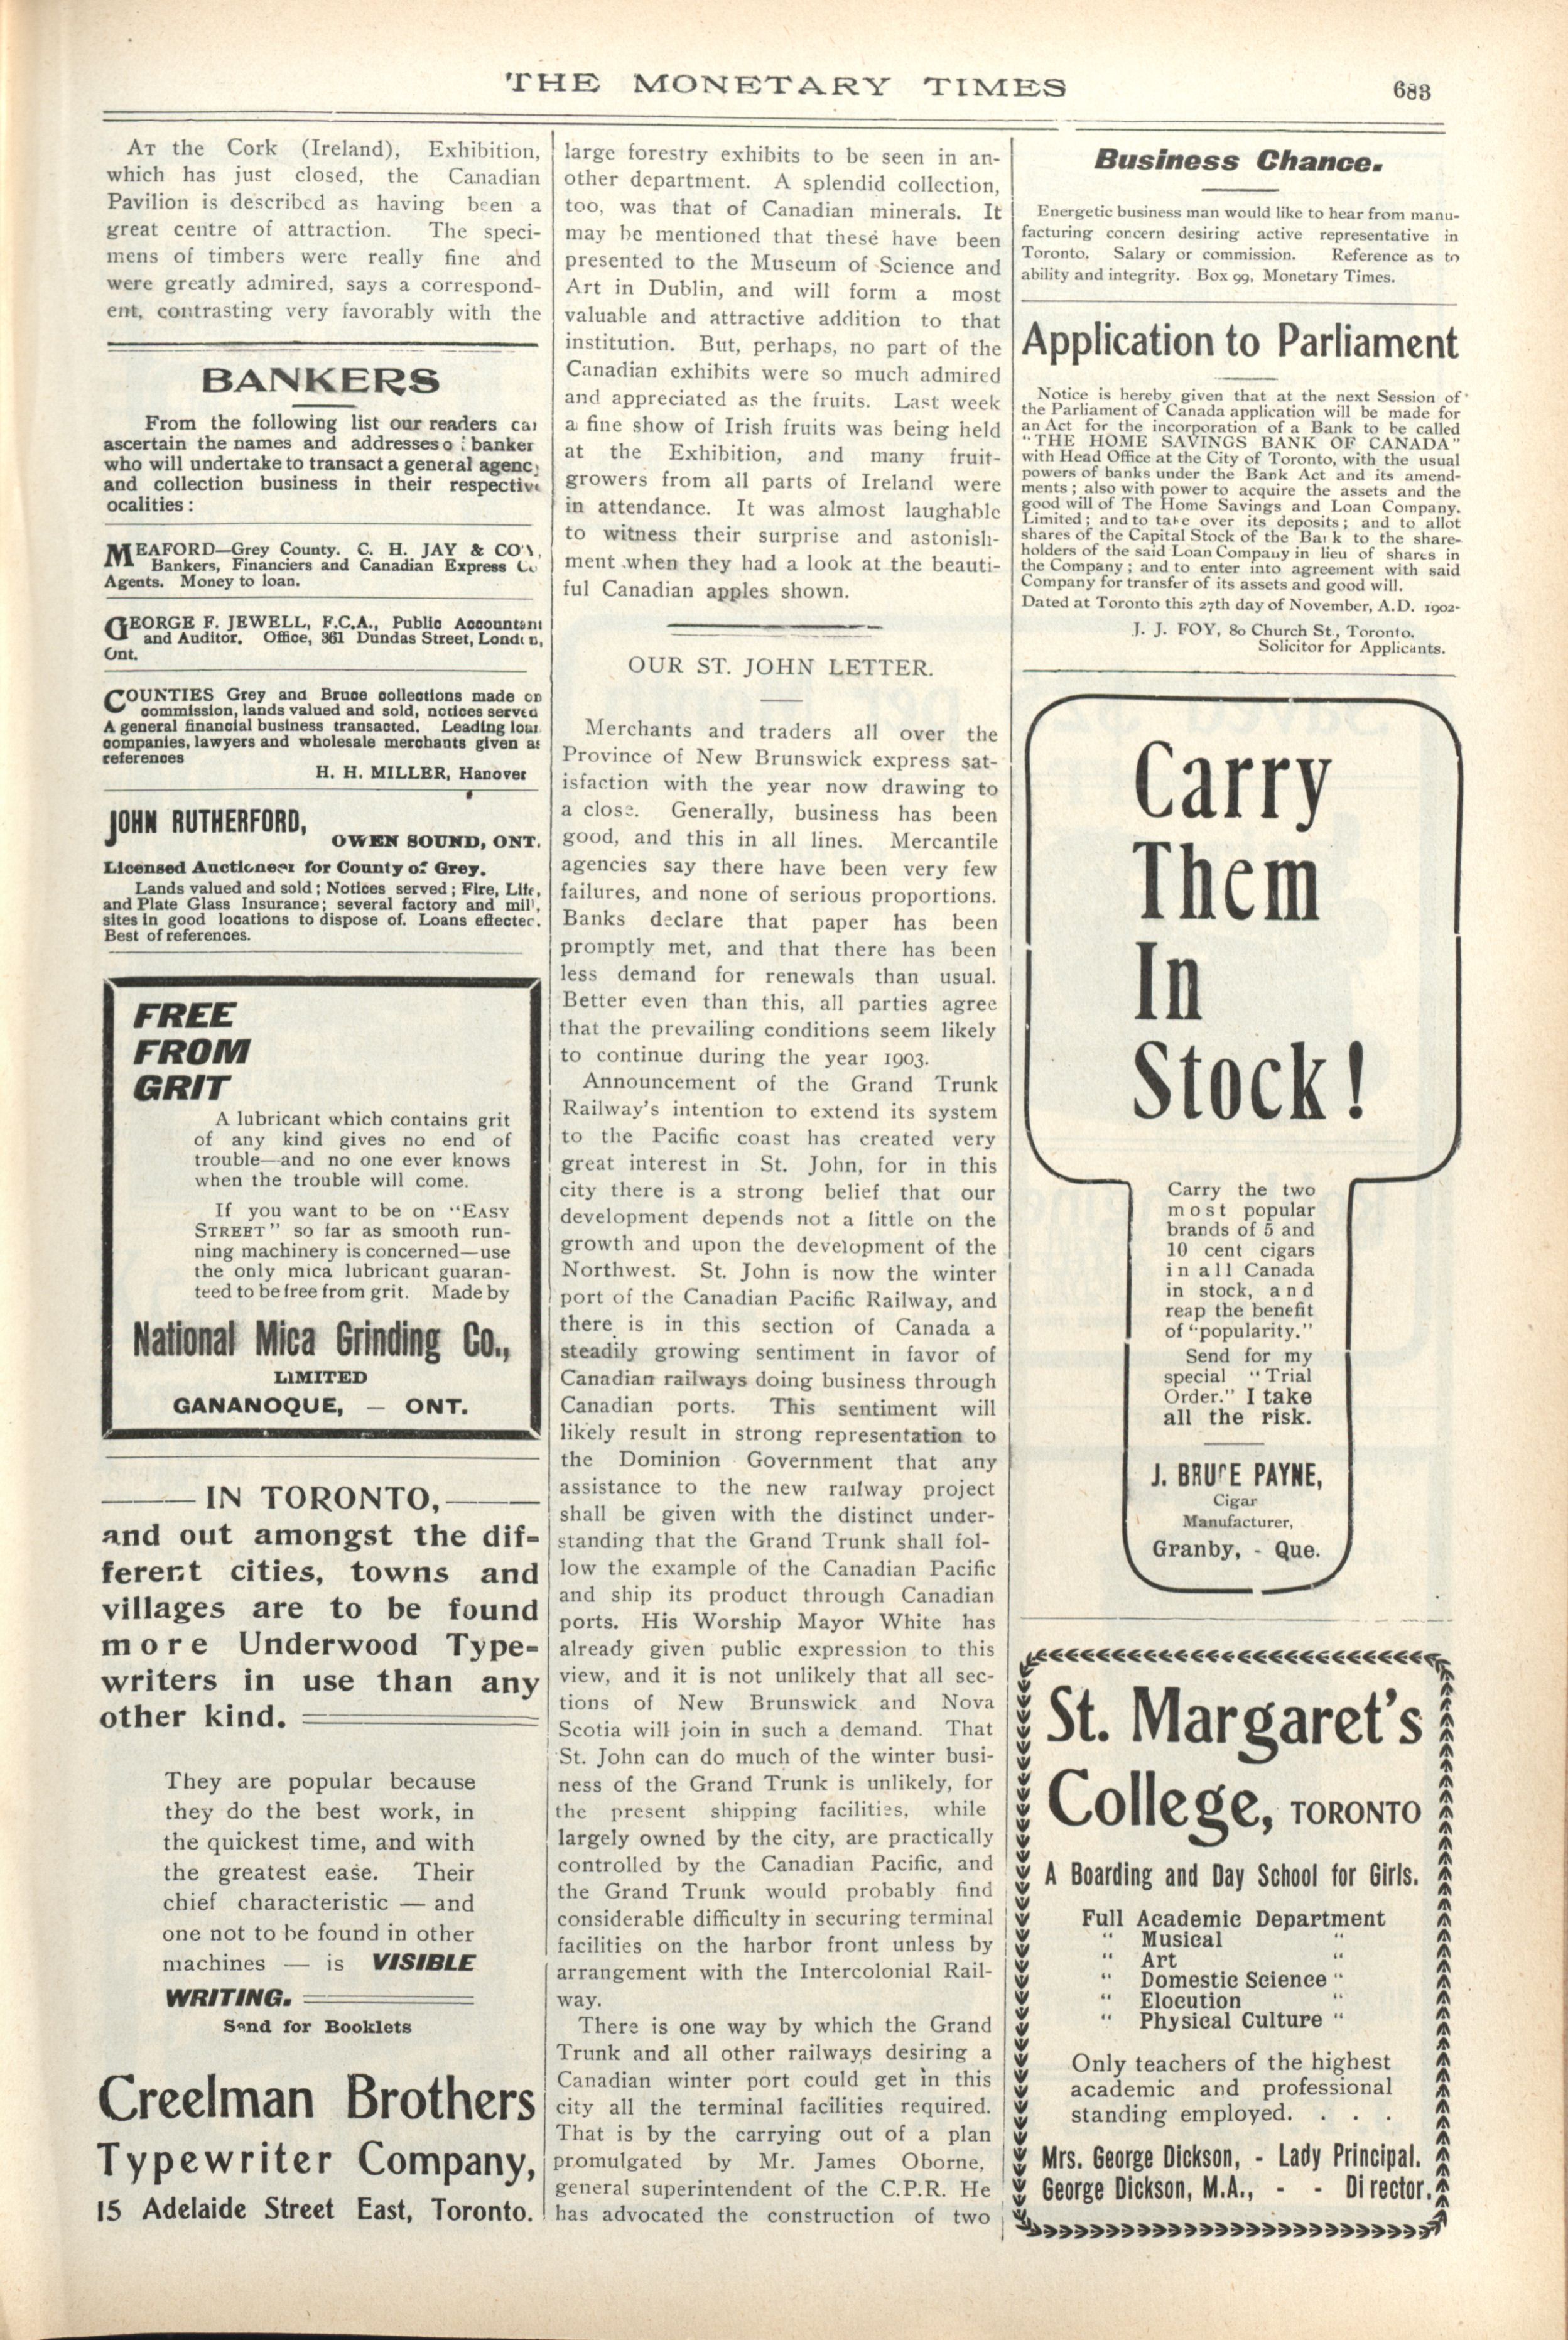 THE MONETARY TIMES
683
AT the Cork (Ireland), Exhibition,
which has just closed, the Canadian
Pavilion is described as having been a
great centre of attraction. The speci-
mens of timbers were really fine and
were greatly admired, says a correspond-
ent, contrasting very favorably with the
BANKERS
From the following list our readers ca
ascertain the names and addresses o banker
who will undertake to transact a general agenc
and collection business in their respectiv
ocalities :
MEAFORD—Grey County. C. H. JAY & CO'Y,
Bankers, Financiers and Canadian Express Co
Agents. Money to loan.
GEORGE F. JEWELL, F.C.A., Public Accountant
and Auditor. Office, 361 Dundas Street, London,
Ont.
COUNTIES Grey and Bruce collections made on
commission, lands valued and sold, notices served
A general financial business transacted. Leading loan
companies, lawyers and wholesale merchants given as
references
H. H. MILLER, Hanover
JOHN RUTHERFORD,
OWEN SOUND, ONT.
Licensed Auctioneer for County of Grey.
Lands valued and sold; Notices served; Fire, Life,
and Plate Glass Insurance; several factory and mill,
sites in good locations to dispose of. Loans effected.
Best of references.
FREE
FROM
GRIT
A lubricant which contains grit
of any kind gives no end of
trouble—and no one ever knows
when the trouble will come.
If you want to be on "EASY
STREET" so far as smooth run-
ning machinery is concerned—use
the only mica lubricant guaran-
teed to be free from grit. Made by
National Mica Grinding Co.,
LIMITED
GANANOQUE, — ONT.
IN TORONTO,
and out amongst the dif-
ferent cities, towns and
villages are to be found
more Underwood Type-
writers in use than any
other kind.
They are popular because
they do the best work, in
the quickest time, and with
the greatest ease. Their
chief characteristic — and
one not to be found in other
machines — is VISIBLE
WRITING.
Send for Booklets
Creelman Brothers
Typewriter Company,
15 Adelaide Street East, Toronto.
large forestry exhibits to be seen in an-
other department. A splendid collection,
too, was that of Canadian minerals. It
may be mentioned that these have been
presented to the Museum of Science and
Art in Dublin, and will form a most
valuable and attractive addition to that
institution. But, perhaps, no part of the
Canadian exhibits were so much admired
and appreciated as the fruits. Last week
a fine show of Irish fruits was being held
at the Exhibition, and many fruit-
growers from all parts of Ireland were
in attendance. It was almost laughable
to witness their surprise and astonish-
ment when they had a look at the beauti-
ful Canadian apples shown.
OUR ST. JOHN LETTER.
Merchants and traders all over the
Province of New Brunswick express sat-
isfaction with the year now drawing to
a close. Generally, business has been
good, and this in all lines. Mercantile
agencies say there have been very few
failures, and none of serious proportions.
Banks declare that paper has been
promptly met, and that there has been
less demand for renewals than usual.
Better even than this, all parties agree
that the prevailing conditions seem likely
to continue during the year 1903.
Announcement of the Grand Trunk
Railway's intention to extend its system
to the Pacific coast has created very
great interest in St. John, for in this
city there is a strong belief that our
development depends not a little on the
growth and upon the development of the
Northwest. St. John is now the winter
port of the Canadian Pacific Railway, and
there is in this section of Canada a
steadily growing sentiment in favor of
Canadian railways doing business through
Canadian ports. This sentiment will
likely result in strong representation to
the Dominion Government that any
assistance to the new railway project
shall be given with the distinct under-
standing that the Grand Trunk shall fol-
low the example of the Canadian Pacific
and ship its product through Canadian
ports. His Worship Mayor White has
already given public expression to this
view, and it is not unlikely that all sec-
tions of New Brunswick and Nova
Scotia will join in such a demand. That
St. John can do much of the winter busi-
ness of the Grand Trunk is unlikely, for
the present shipping facilities, while
largely owned by the city, are practically
controlled by the Canadian Pacific, and
the Grand Trunk would probably find
considerable difficulty in securing terminal
facilities on the harbor front unless by
arrangement with the Intercolonial Rail-
way.
There is one way by which the Grand
Trunk and all other railways desiring a
Canadian winter port could get in this
city all the terminal facilities required.
That is by the carrying out of a plan
promulgated by Mr. James Oborne,
general superintendent of the C.P.R. He
has advocated the construction of two
Business Chance.
Energetic business man would like to hear from manu-
facturing concern desiring active representative in
Toronto. Salary or commission. Reference as to
ability and integrity. Box 99, Monetary Times.
Application to Parliament
Notice is hereby given that at the next Session of
the Parliament of Canada application will be made for
an Act for the incorporation of a Bank to be called
"THE HOME SAVINGS BANK OF CANADA"
with Head Office at the City of Toronto, with the usual
powers of banks under the Bank Act and its amend-
ments; also with power to acquire the assets and the
good will of The Home Savings and Loan Company.
Limited; and to take over its deposits; and to allot
shares of the Capital Stock of the Bank to the share-
holders of the said Loan Company in lieu of shares in
the Company; and to enter into agreement with said
Company for transfer of its assets and good will.
Dated at Toronto this 27th day of November, A.D. 1902-
J. J. FOY, 80 Church St., Toronto.
Solicitor for Applicants.
Carry
Them
In
Stock!
Carry the two
most popular
brands of 5 and
10 cent cigars
in all Canada
in stock, and
reap the benefit
of "popularity."
Send for my
special "Trial
Order." I take
all the risk.
J. BRUCE PAYNE,
Cigar
Manufacturer,
Granby, - Que.
St. Margaret's
College, TORONTO
A Boarding and Day School for Girls.
Full Academic Department
" Musical "
" Art "
" Domestic Science "
" Elocution "
" Physical Culture "
Only teachers of the highest
academic and professional
standing employed. . . .
Mrs. George Dickson, - Lady Principal.
George Dickson, M.A., - - Director.